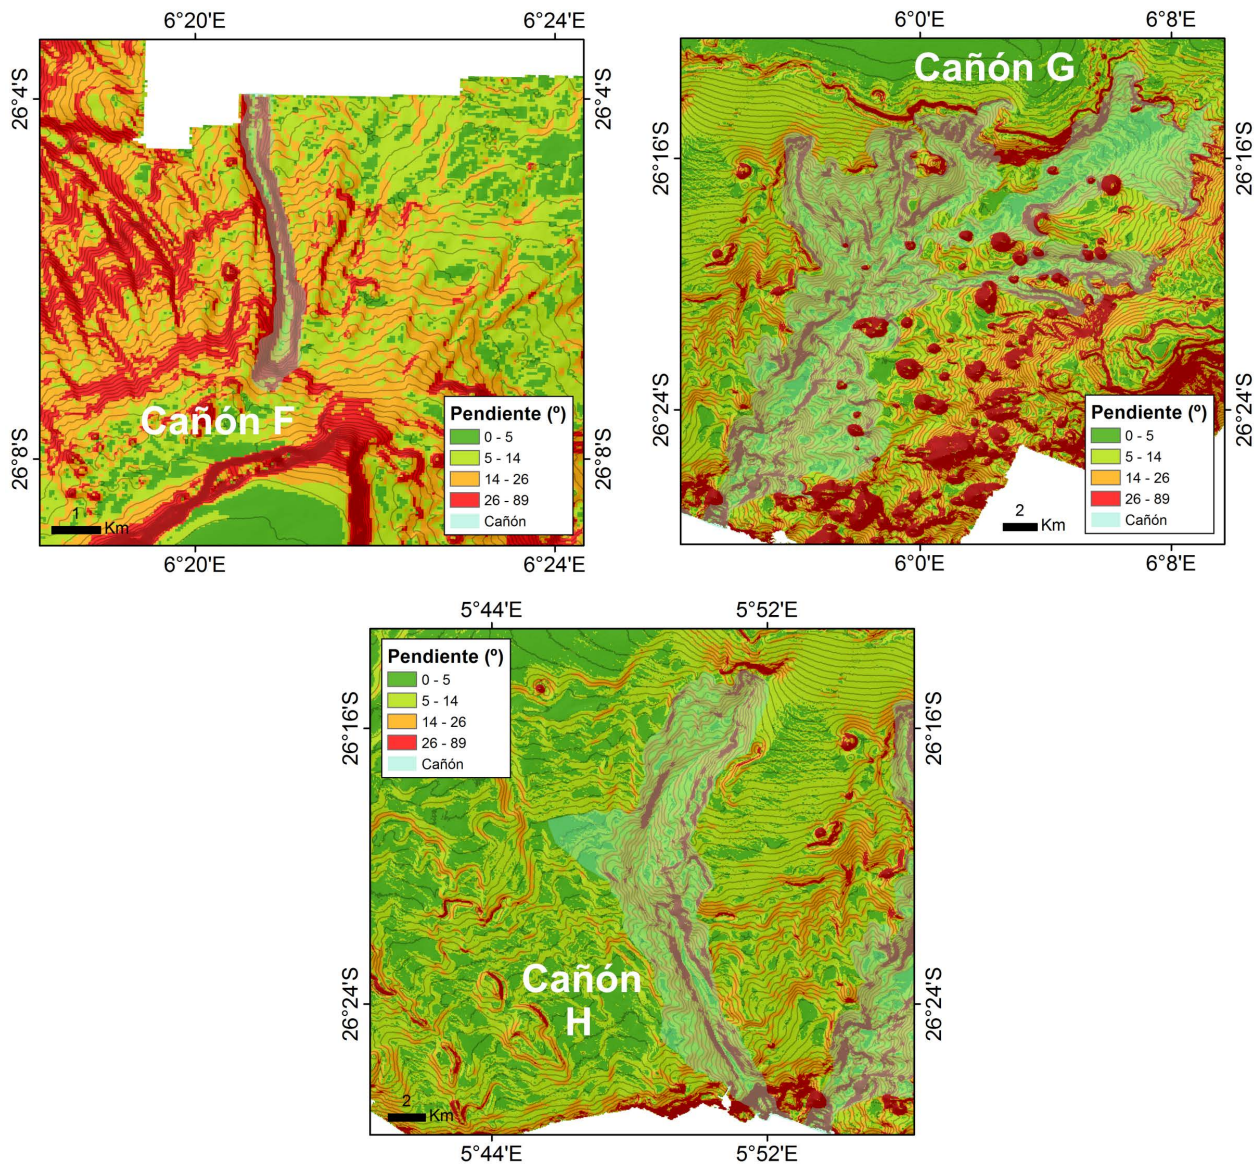 6°20'E
6°24'E
26°4'S
26°4'S
26°8'S
26°8'S
Cañón F
Pendiente (º)
0 - 5
5 - 14
14 - 26
26 - 89
Cañón
1
Km
6°20'E
6°24'E
6°0'E
6°8'E
Cañón G
26°16'S
26°16'S
26°24'S
26°24'S
Pendiente (º)
0 - 5
5 - 14
14 - 26
26 - 89
Cañón
2
Km
6°0'E
6°8'E
5°44'E
5°52'E
Pendiente (º)
0 - 5
5 - 14
14 - 26
26 - 89
Cañón
26°16'S
26°16'S
Cañón
H
26°24'S
26°24'S
2
Km
5°44'E
5°52'E